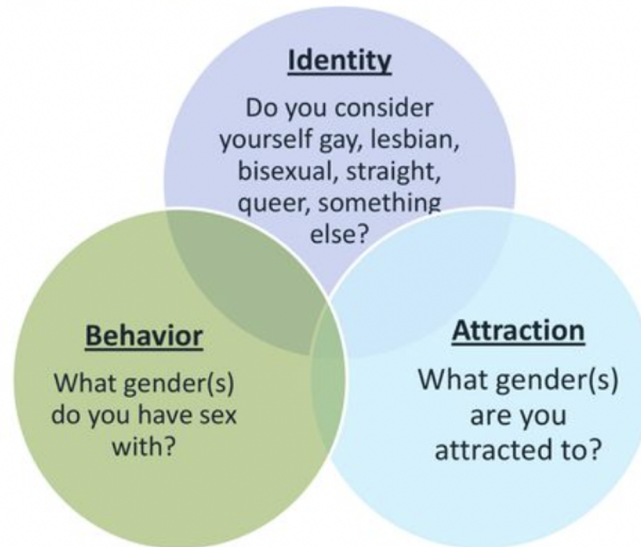 Identity
Do you consider
yourself gay, lesbian,
bisexual, straight,
queer, something
else?
Behavior
What gender(s)
do you have sex
with?
Attraction
What gender(s)
are you
attracted to?